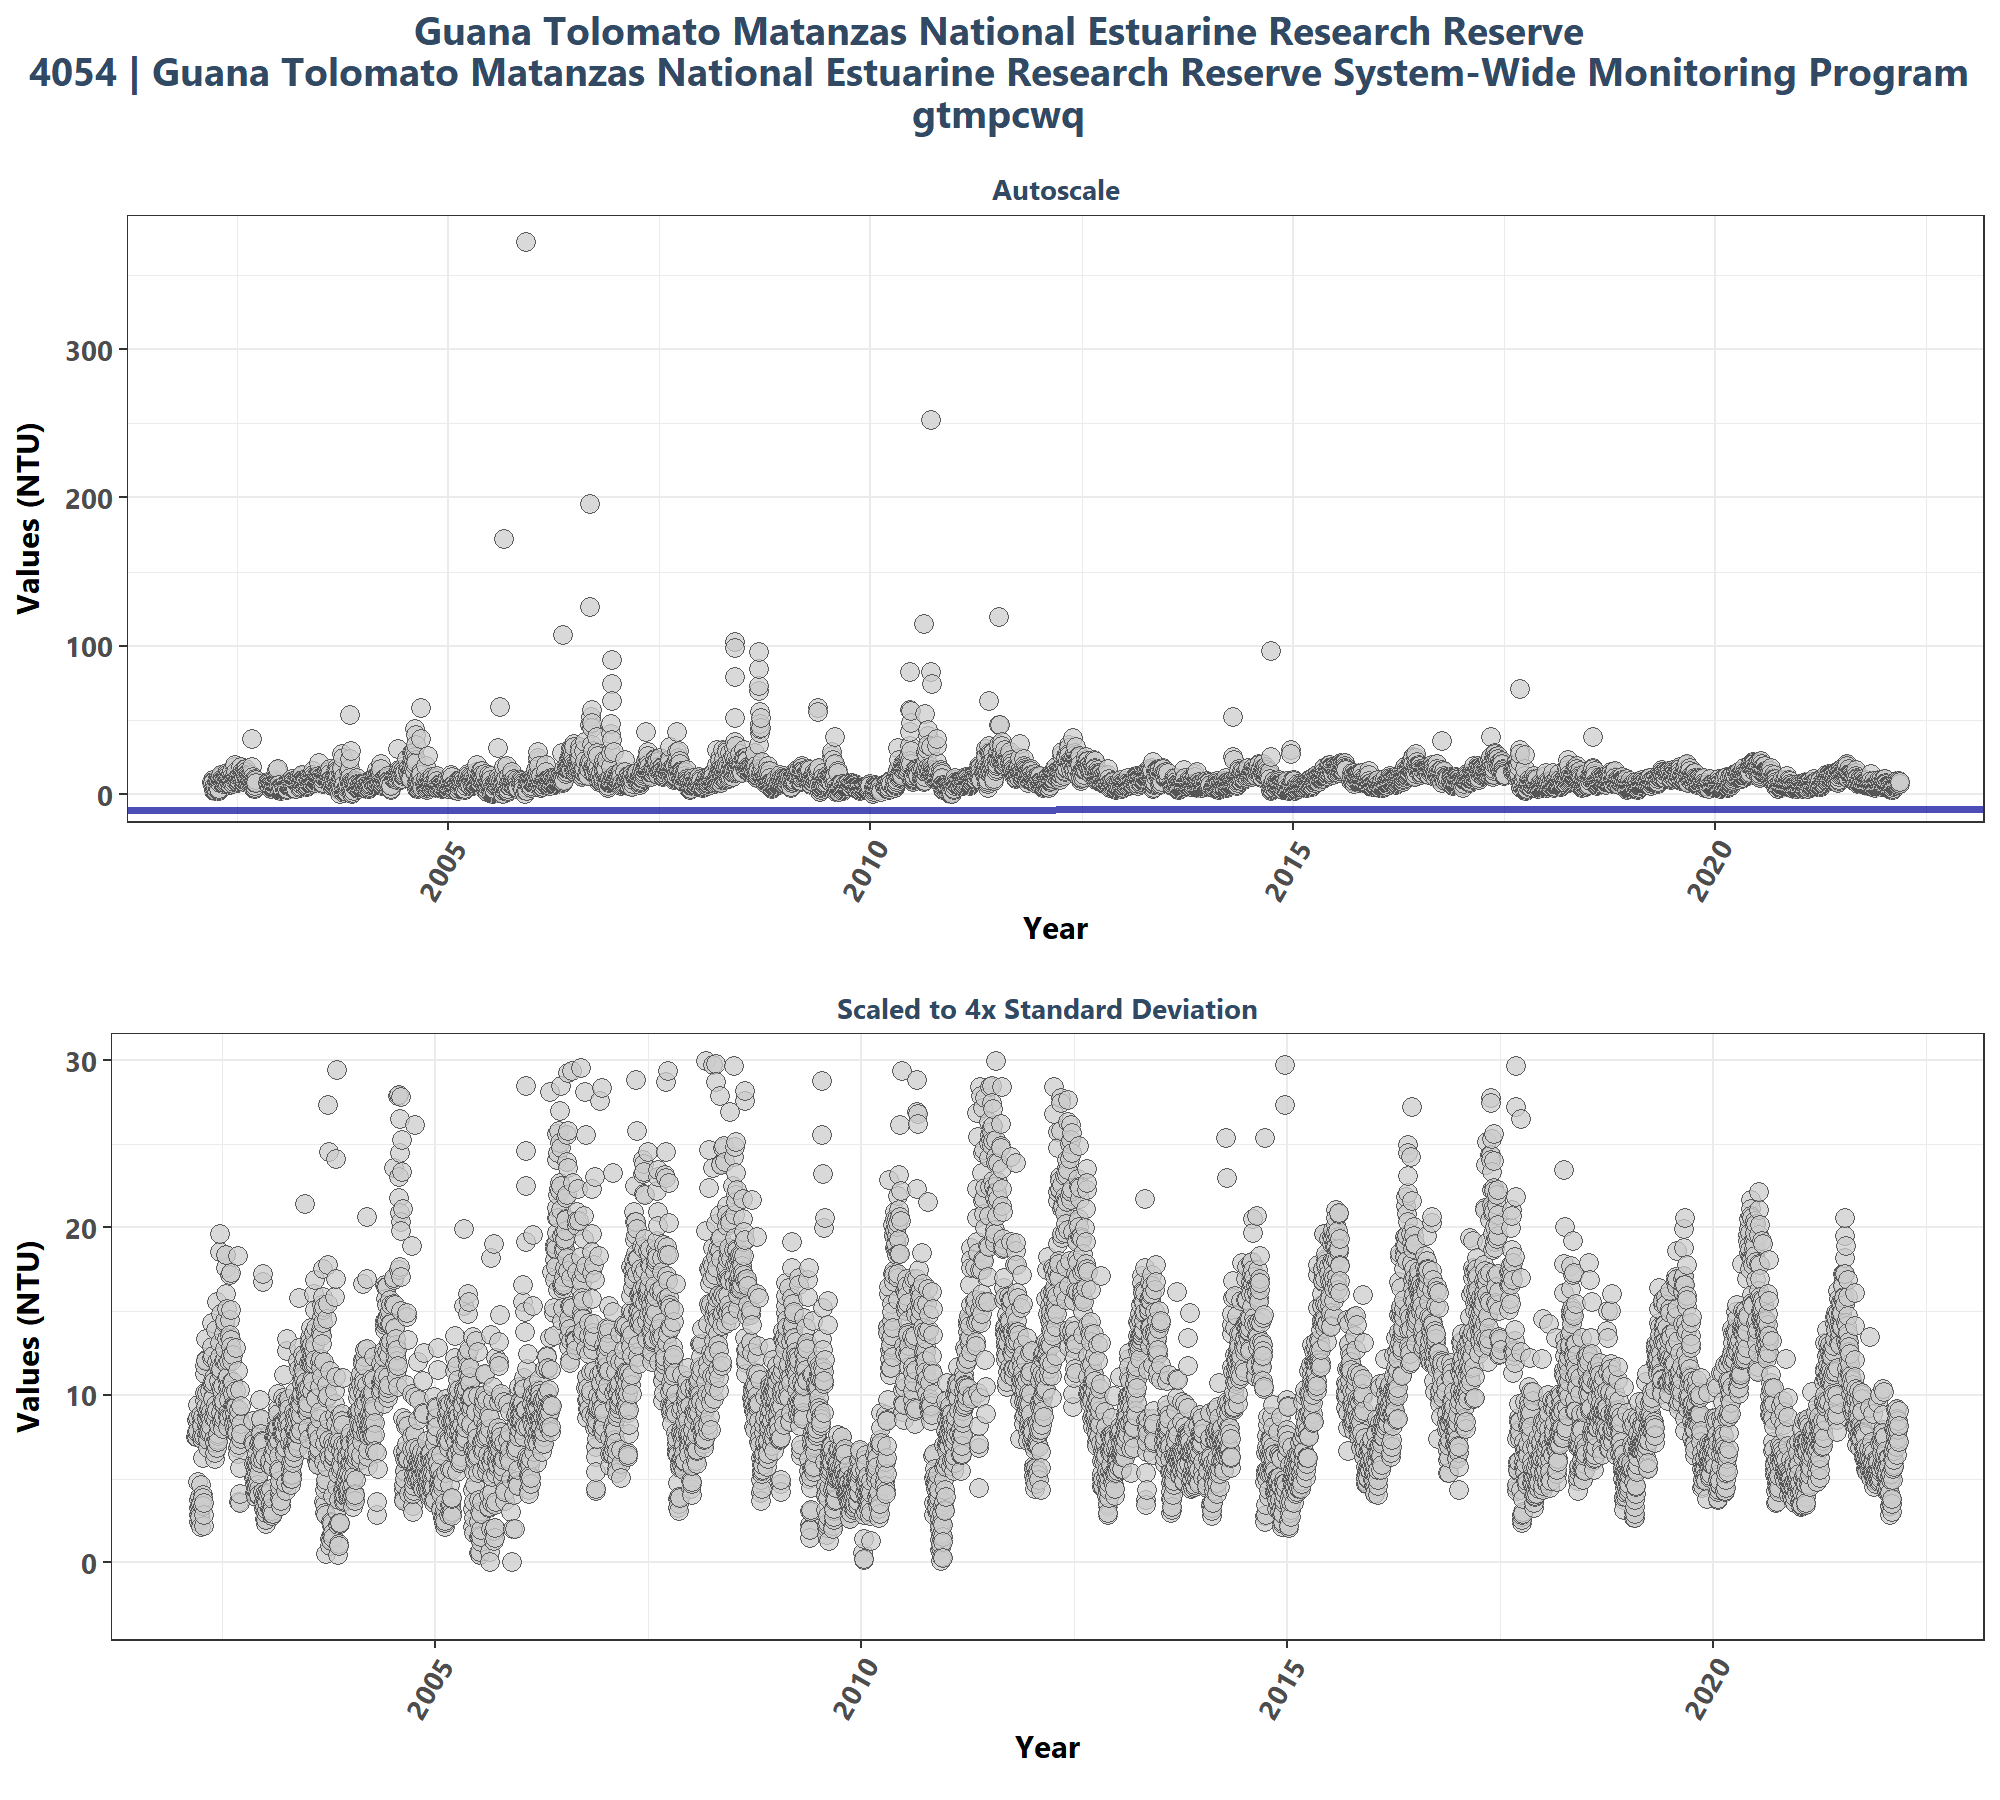 Guana Tolomato Matanzas National Estuarine Research Reserve
4054 | Guana Tolomato Matanzas National Estuarine Research Reserve System-Wide Monitoring Program
gtmpcwq
Autoscale
Values (NTU)
300
200
100
0
2005
2010
2015
2020
Year
Scaled to 4x Standard Deviation
Values (NTU)
30
20
10
0
2005
2010
2015
2020
Year